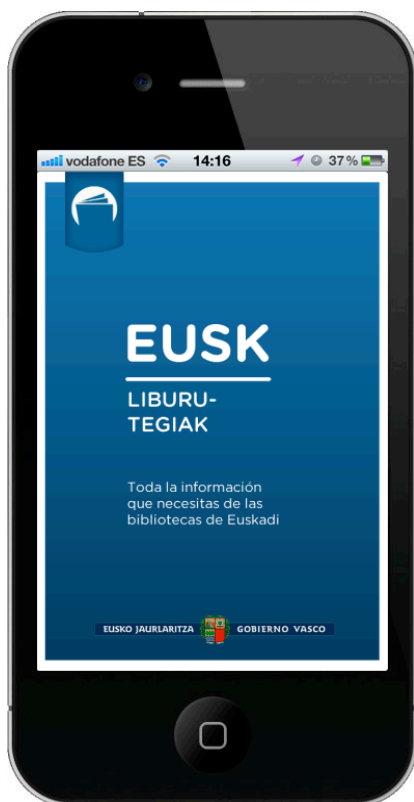 vodafone ES 14:16 37%
EUSK
LIBURU-
TEGIAK
Toda la información
que necesitas de las
bibliotecas de Euskadi
EUSKO JAURLARITZA GOBIERNO VASCO